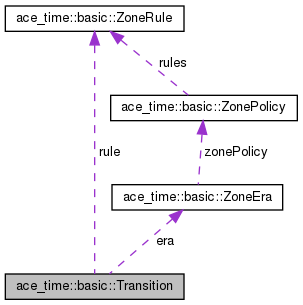 ace_time::basic::ZoneRule
rules
ace_time::basic::ZonePolicy
rule
zonePolicy
ace_time::basic::ZoneEra
era
ace_time::basic::Transition